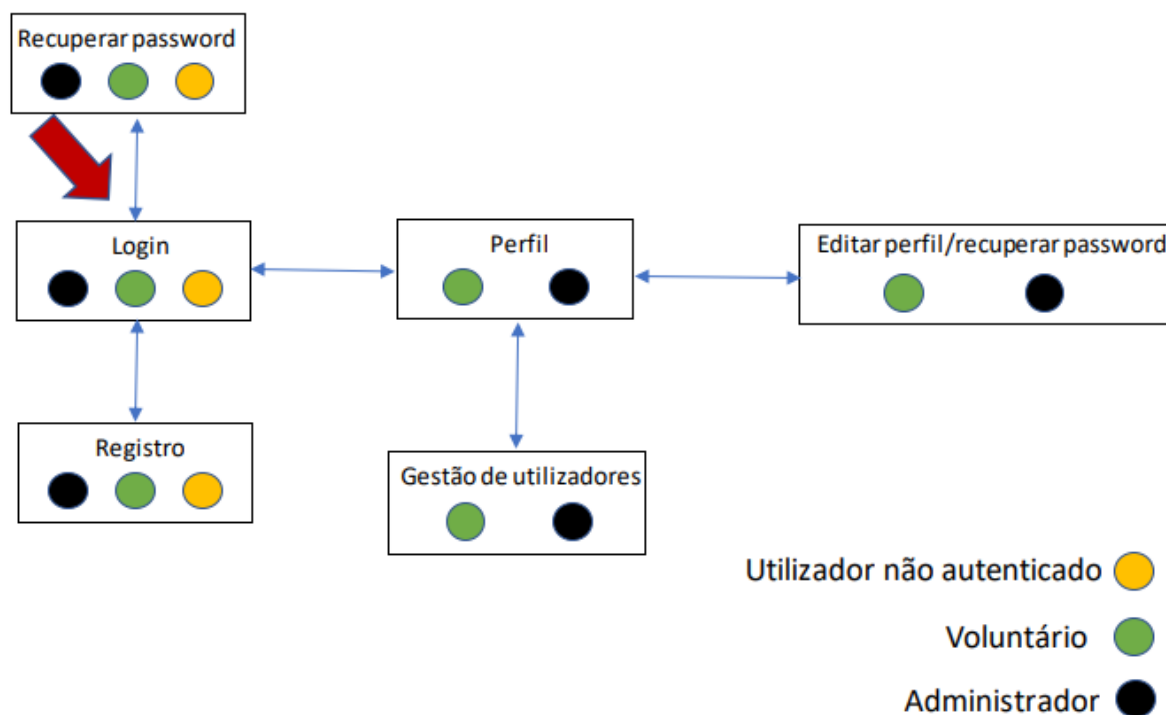 Recuperar password
Login
Perfil
Editar perfil/recuperar password
Registro
Gestão de utilizadores
Utilizador não autenticado
Voluntário
Administrador